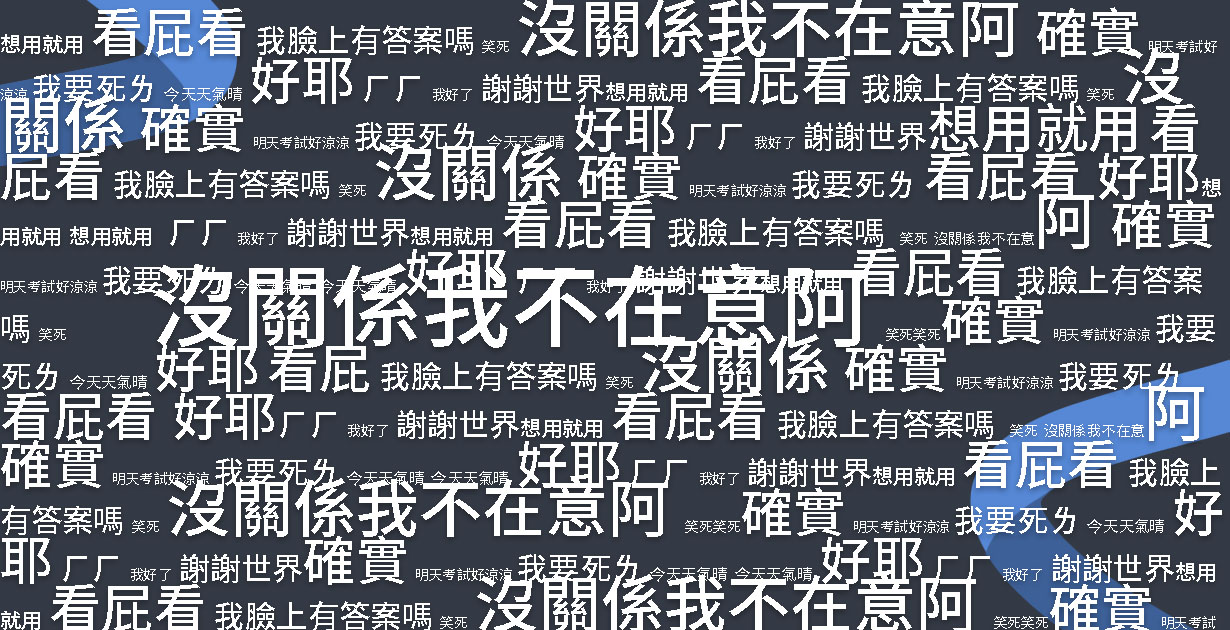 想用就用 看屁看 我臉上有答案嗎 笑死 沒關係我不在意阿 確實 明天考試好
涼涼 我要死ㄌ 今天天氣晴 好耶 ㄏㄏ 我好了 謝謝世界想用就用 看屁看 我臉上有答案嗎 笑死 沒
關係 確實 明天考試好涼涼 我要死ㄌ 今天天氣晴 好耶 ㄏㄏ 我好了 謝謝世界想用就用 看
屁看 我臉上有答案嗎 笑死 沒關係 確實 明天考試好涼涼 我要死ㄌ 看屁看 好耶想
用就用 想用就用 ㄏㄏ 我好了 謝謝世界想用就用 看屁看 我臉上有答案嗎 笑死 沒關係我不在意阿 確實
明天考試好涼涼 我要死ㄌ 今天天氣晴 今天天氣晴 好耶 ㄏㄏ 我好了 謝謝世界想用就用 看屁看 我臉上有答案
沒關係我不在意阿
嗎 笑死 笑死笑死確實 明天考試好涼涼 我要
死ㄌ 今天天氣晴 好耶 看屁 我臉上有答案嗎 笑死 沒關係 確實 明天考試好涼涼 我要死ㄌ
看屁看 好耶ㄏㄏ 我好了 謝謝世界想用就用 看屁看 我臉上有答案嗎 笑死 沒關係我不在意阿
確實 明天考試好涼涼 我要死ㄌ 今天天氣晴 今天天氣晴 好耶 ㄏㄏ 我好了 謝謝世界想用就用 看屁看 我臉上
有答案嗎 笑死 沒關係我不在意阿 笑死笑死確實 明天考試好涼涼 我要死ㄌ 今天天氣晴 好
耶 ㄏㄏ 我好了 謝謝世界確實 明天考試好涼涼 我要死ㄌ 今天天氣晴 今天天氣晴 好耶 ㄏㄏ 我好了 謝謝世界想用
就用 看屁看 我臉上有答案嗎 笑死 沒關係我不在意阿 笑死笑死確實 明天考試